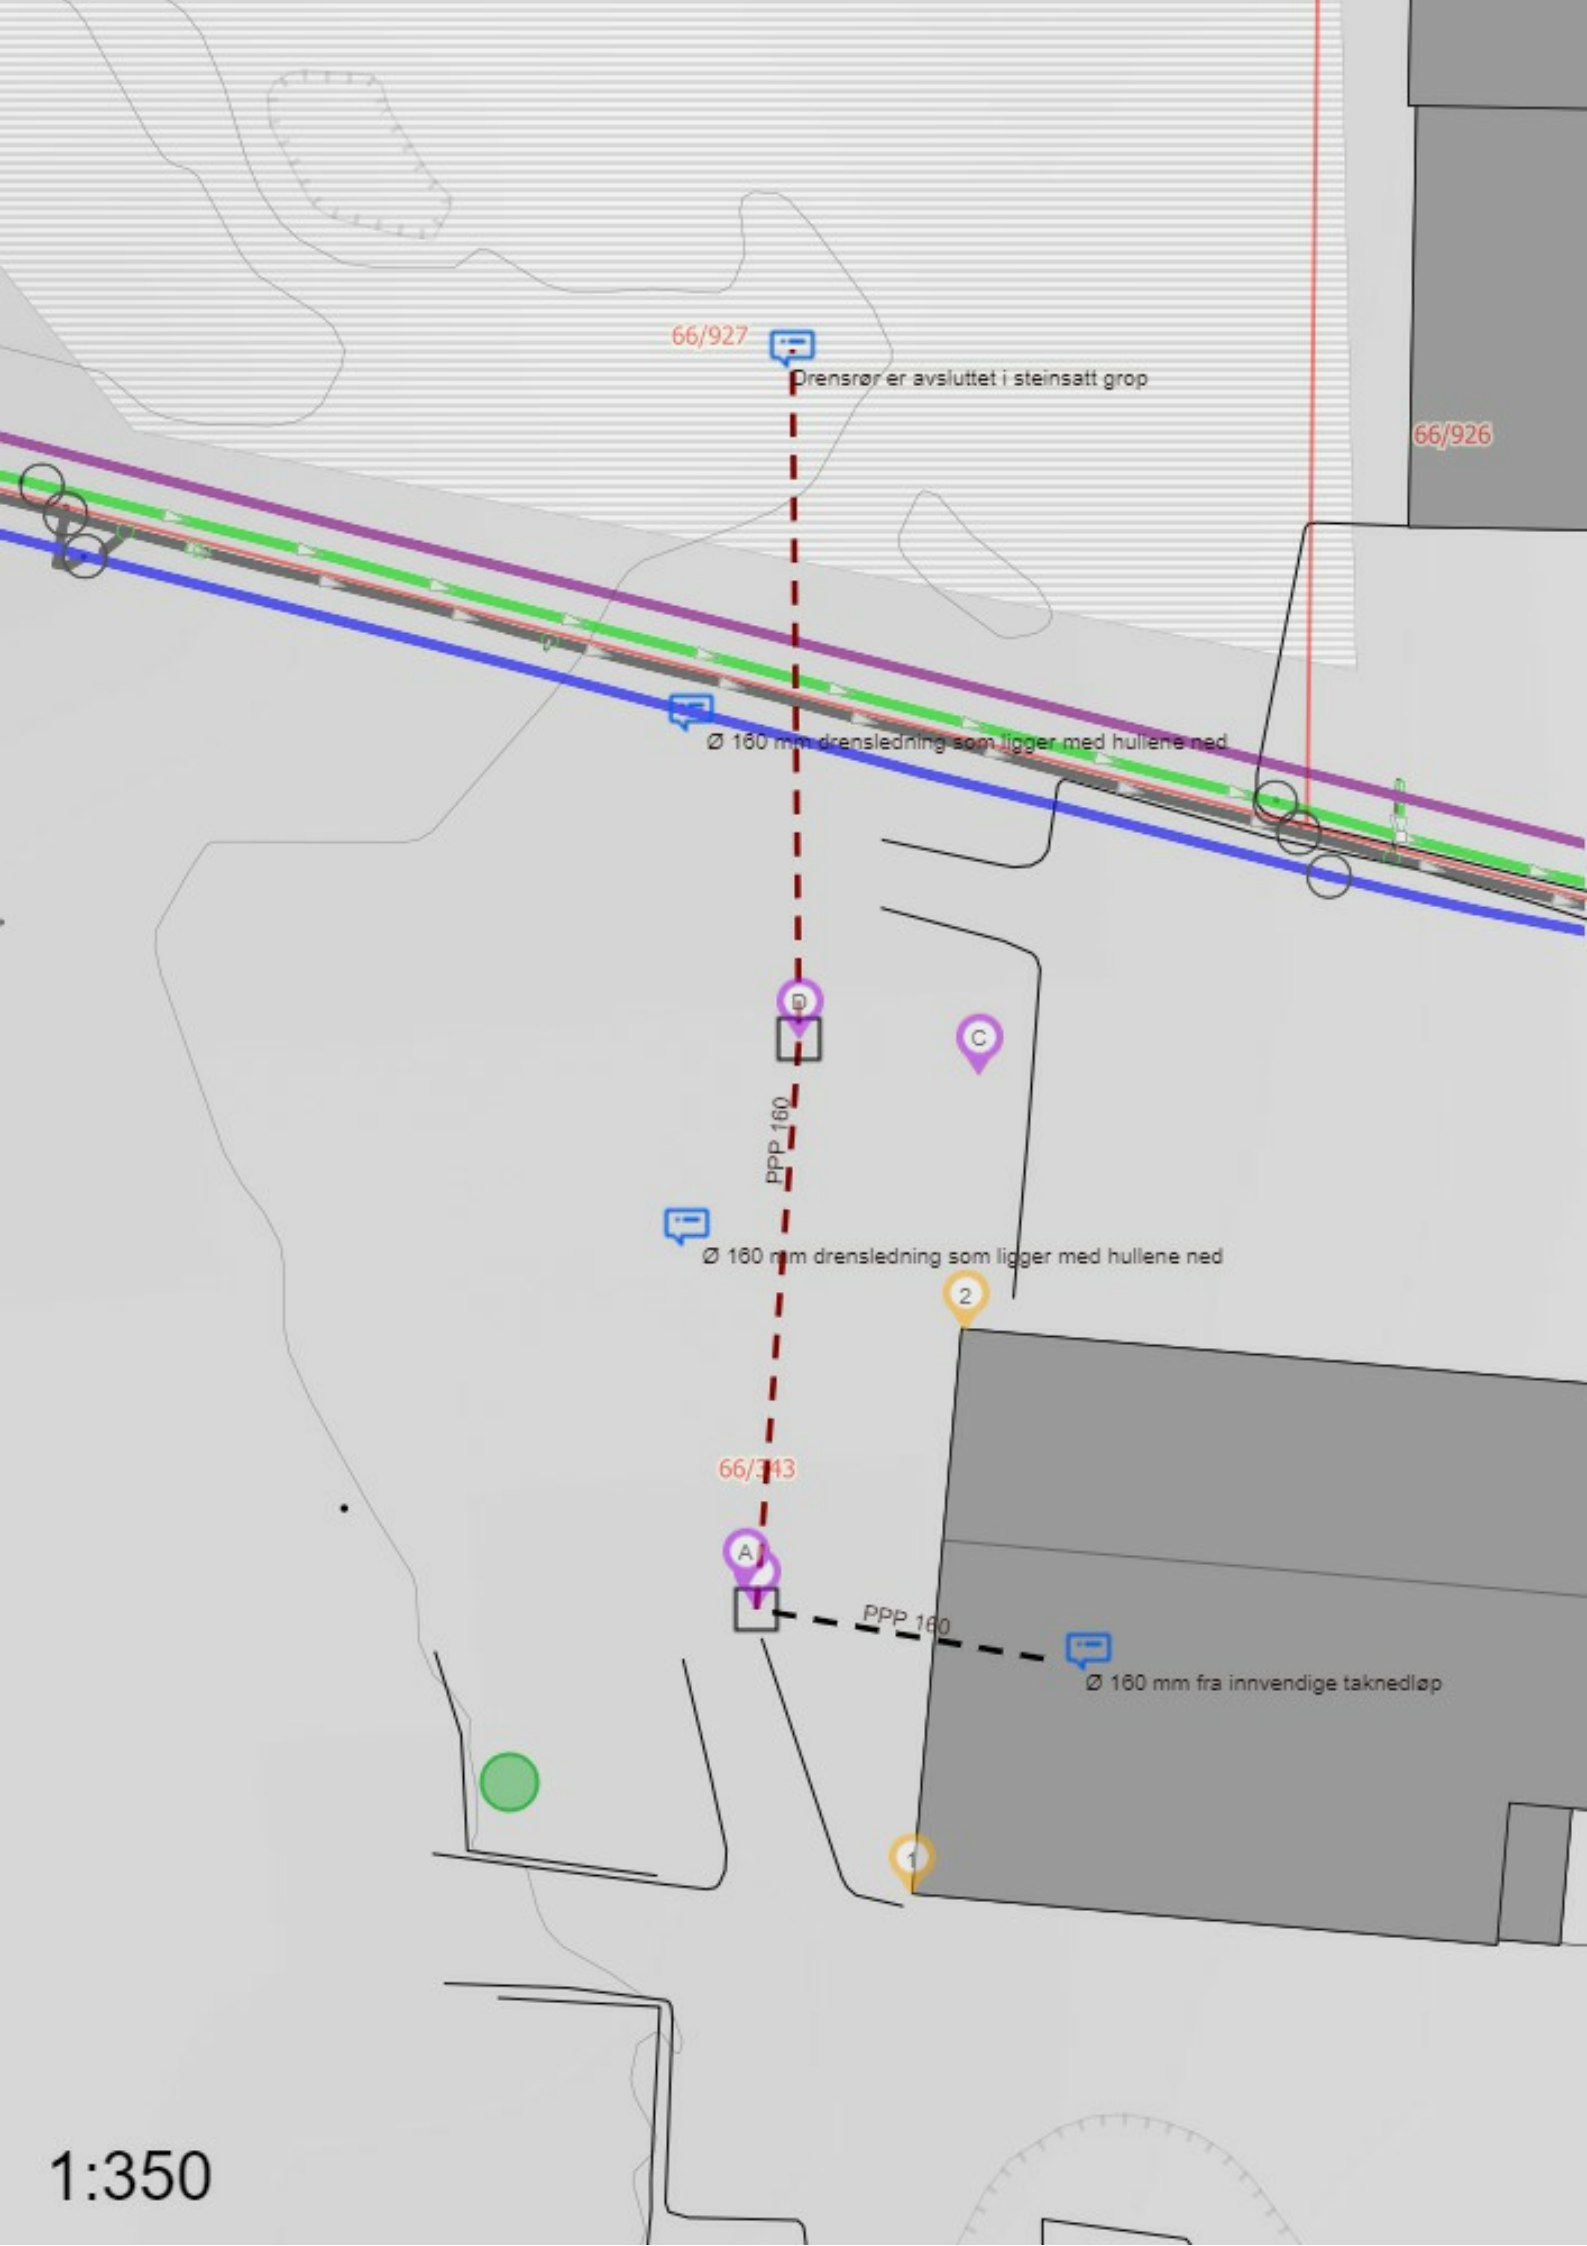 66/927
Drensrør er avsluttet i steinsatt grop
66/926
Ø 160 mm drensledning som ligger med hullene ned
D
C
PPP 160
Ø 160 mm drensledning som ligger med hullene ned
2
66/343
A
PPP 160
Ø 160 mm fra innvendige taknedløp
1
1:350